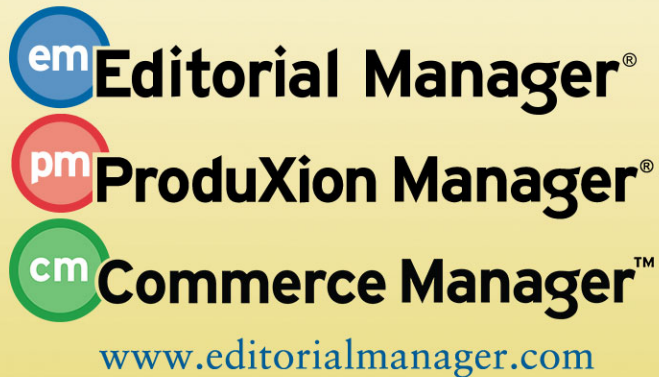 em Editorial Manager®
pm ProduXion Manager®
cm Commerce Manager™
www.editorialmanager.com